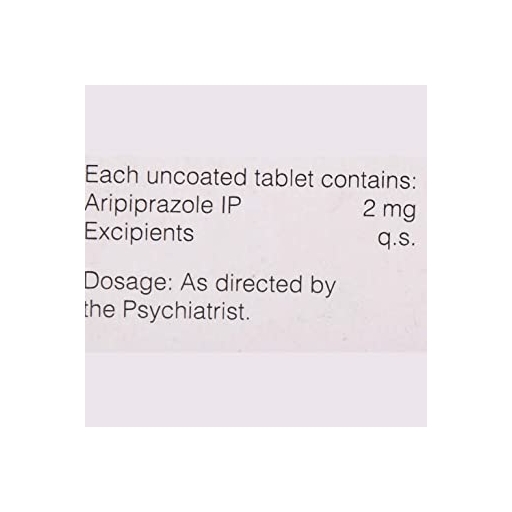 Each uncoated tablet contains:
Aripiprazole IP 2 mg
Excipients q.s.
Dosage: As directed by
the Psychiatrist.